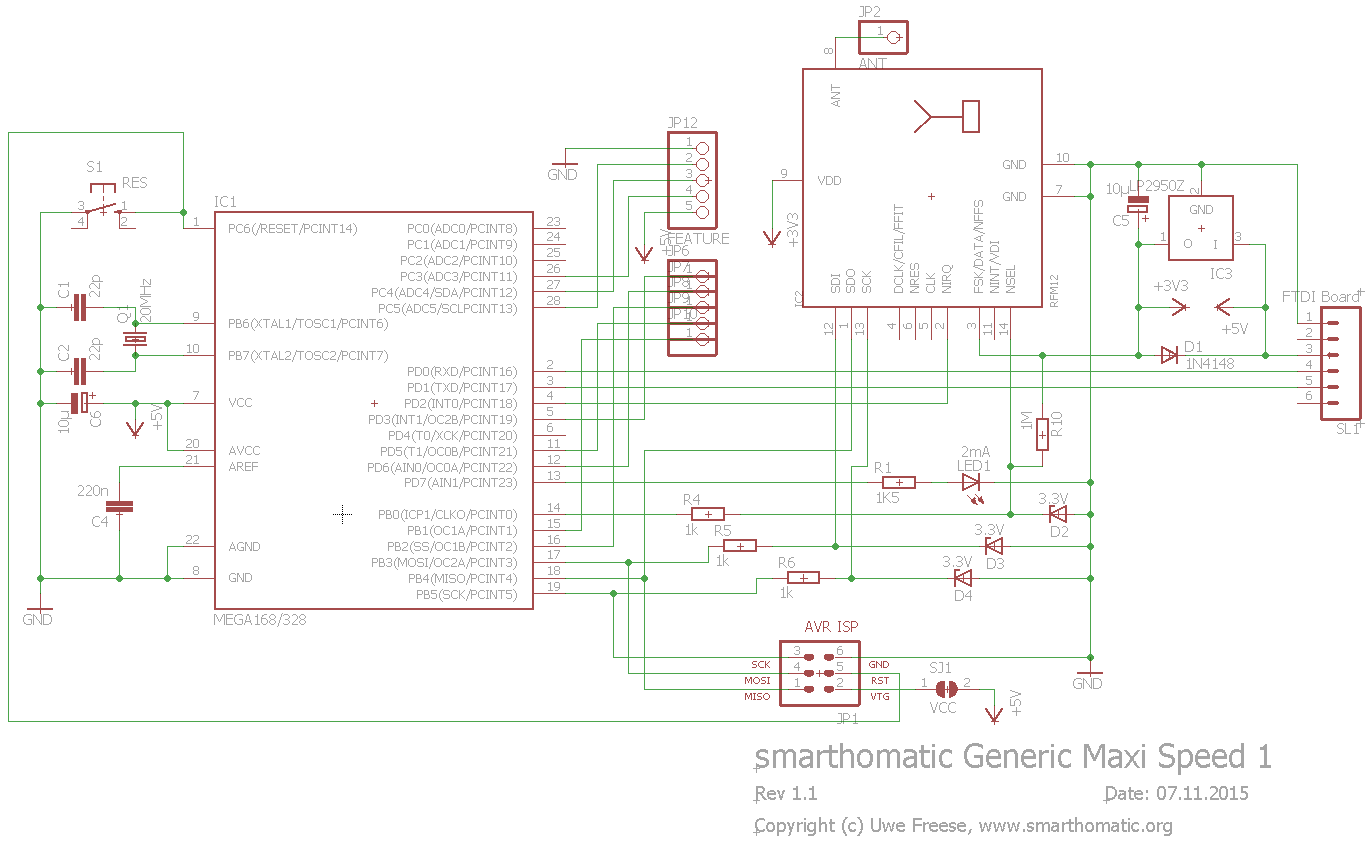 JP2
1
ANT
8
ANT
GND 10
GND 7
9 VDD
+3V3
DCLK/CFIL/FFIT
FSK/DATA/NFFS
NINT/VDI
NSEL
SDI
SDO
SCK
NRES
CLK
NIRQ
IC2
RFM12
12 1 13 4 6 5 2 3 11 14
10µ
LP2950Z
C5
2
GND
1 O I 3
IC3
+3V3
+5V
D1
1N4148
FTDI Board
1
2
3
4
5
6
SL1
JP12
1
2
3
4
5
GND
+5V
FEATURE
JP6
JP7
JP8
JP9
JP10
1
1
1
1
1
S1
RES
3 1
4 2
IC1
1 PC6(/RESET/PCINT14)
9 PB6(XTAL1/TOSC1/PCINT6)
10 PB7(XTAL2/TOSC2/PCINT7)
7 VCC
20 AVCC
21 AREF
22 AGND
8 GND
PC0(ADC0/PCINT8) 23
PC1(ADC1/PCINT9) 24
PC2(ADC2/PCINT10) 25
PC3(ADC3/PCINT11) 26
PC4(ADC4/SDA/PCINT12) 27
PC5(ADC5/SCLPCINT13) 28
PD0(RXD/PCINT16) 2
PD1(TXD/PCINT17) 3
PD2(INT0/PCINT18) 4
PD3(INT1/OC2B/PCINT19) 5
PD4(T0/XCK/PCINT20) 6
PD5(T1/OC0B/PCINT21) 11
PD6(AIN0/OC0A/PCINT22) 12
PD7(AIN1/PCINT23) 13
PB0(ICP1/CLKO/PCINT0) 14
PB1(OC1A/PCINT1) 15
PB2(SS/OC1B/PCINT2) 16
PB3(MOSI/OC2A/PCINT3) 17
PB4(MISO/PCINT4) 18
PB5(SCK/PCINT5) 19
MEGA168/328
C1
22p
Q1
20MHz
C2
22p
10µ
C6
+5V
220n
C4
GND
1M
R10
R1
1K5
2mA
LED1
R4
1k
R5
1k
R6
1k
3.3V
D2
3.3V
D3
3.3V
D4
AVR ISP
SCK 3 6 GND
MOSI 4 5 RST
MISO 1 2 VTG
JP1
SJ1
1 2
VCC
+5V
GND
smarthomatic Generic Maxi Speed 1
Rev 1.1 Date: 07.11.2015
Copyright (c) Uwe Freese, www.smarthomatic.org